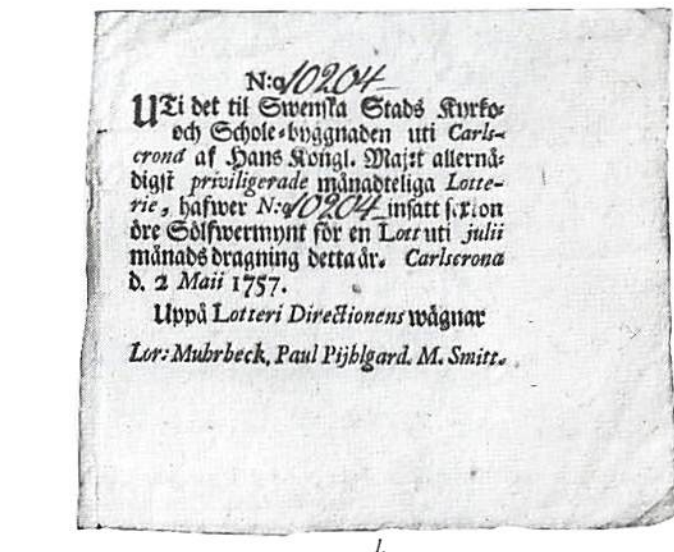 N:o 10204
UTi det til Swenska Stads Kyrko-
och Schole-byggnaden uti Carls-
crona af Hans Kongl. Maj:t allernå-
digst priviligerade månadteliga Lotte-
rie, hafwer N:o 10204 insatt sexton
öre Sölfwermynt för en Lott uti julii
månads dragning detta år. Carlscrona
d. 2 Maii 1757.
Uppå Lotteri Directionens wägnar
Lor: Muhrbeck. Paul Pijhlgard. M. Smitt.
1.